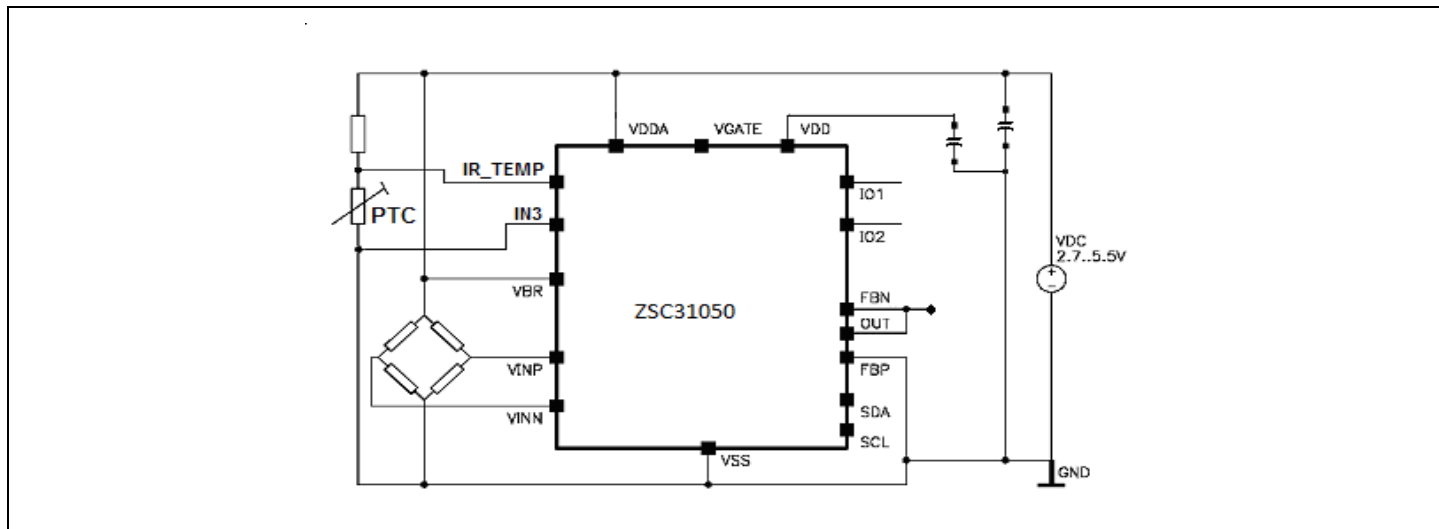 VDDA
VGATE
VDD
IR_TEMP
IO1
PTC
IN3
IO2
VDC
2.7..5.5V
+
−
VBR
ZSC31050
FBN
OUT
VINP
FBP
VINN
SDA
SCL
VSS
GND